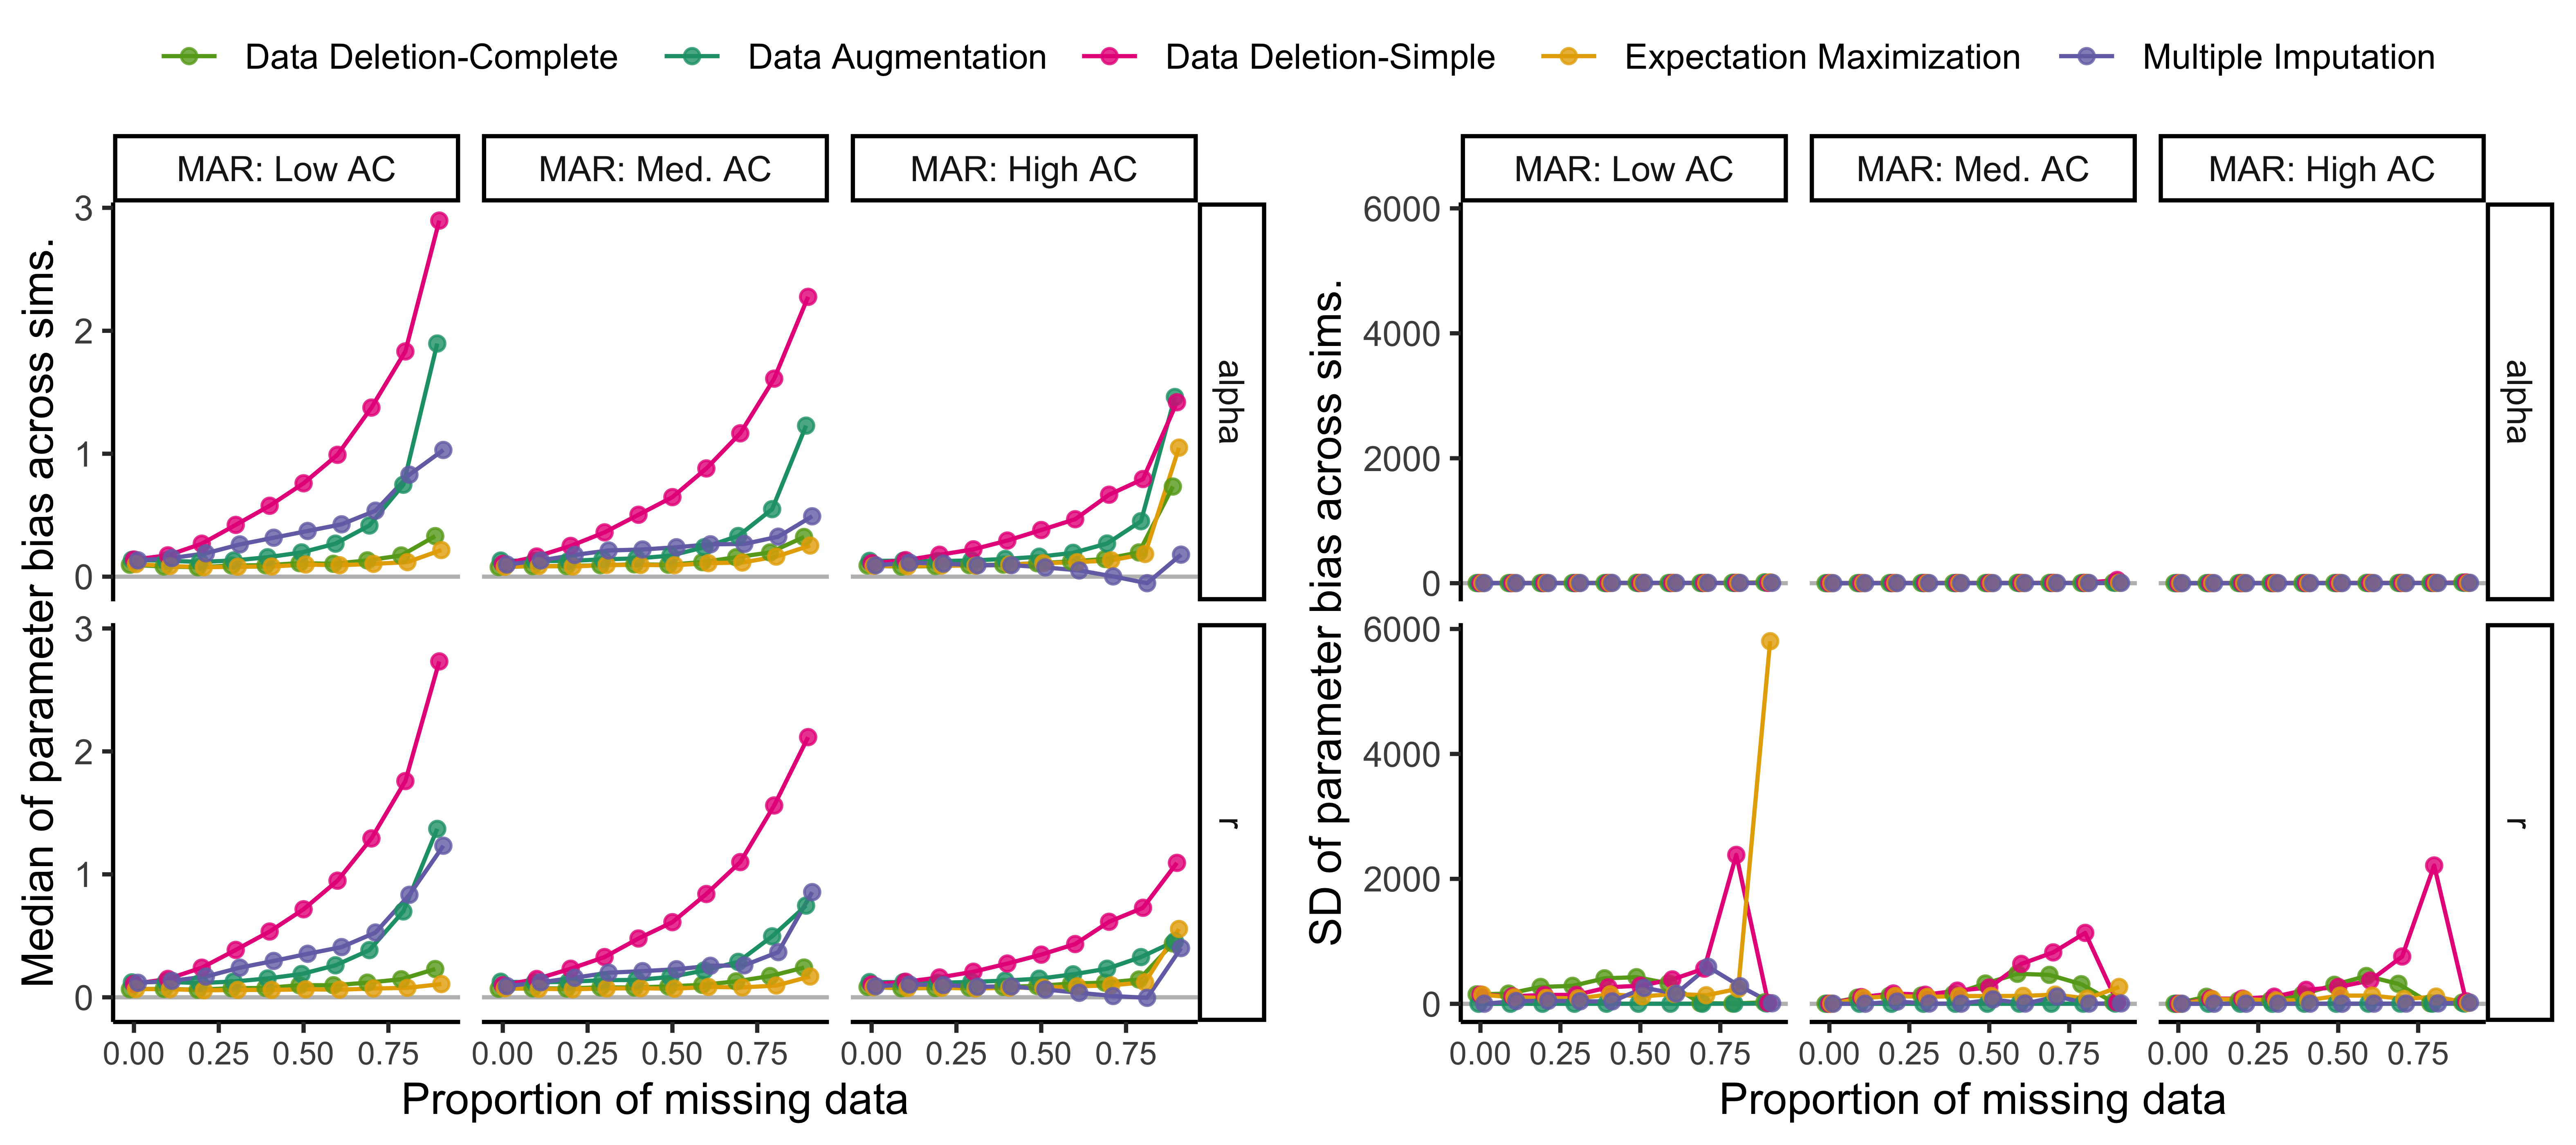 Data Deletion-Complete Data Augmentation Data Deletion-Simple Expectation Maximization Multiple Imputation
MAR: Low AC MAR: Med. AC MAR: High AC
Median of parameter bias across sims.
3
2
1
0
alpha
3
2
1
0
r
0.00 0.25 0.50 0.75 0.00 0.25 0.50 0.75 0.00 0.25 0.50 0.75
Proportion of missing data
MAR: Low AC MAR: Med. AC MAR: High AC
SD of parameter bias across sims.
6000
4000
2000
0
alpha
6000
4000
2000
0
r
0.00 0.25 0.50 0.75 0.00 0.25 0.50 0.75 0.00 0.25 0.50 0.75
Proportion of missing data